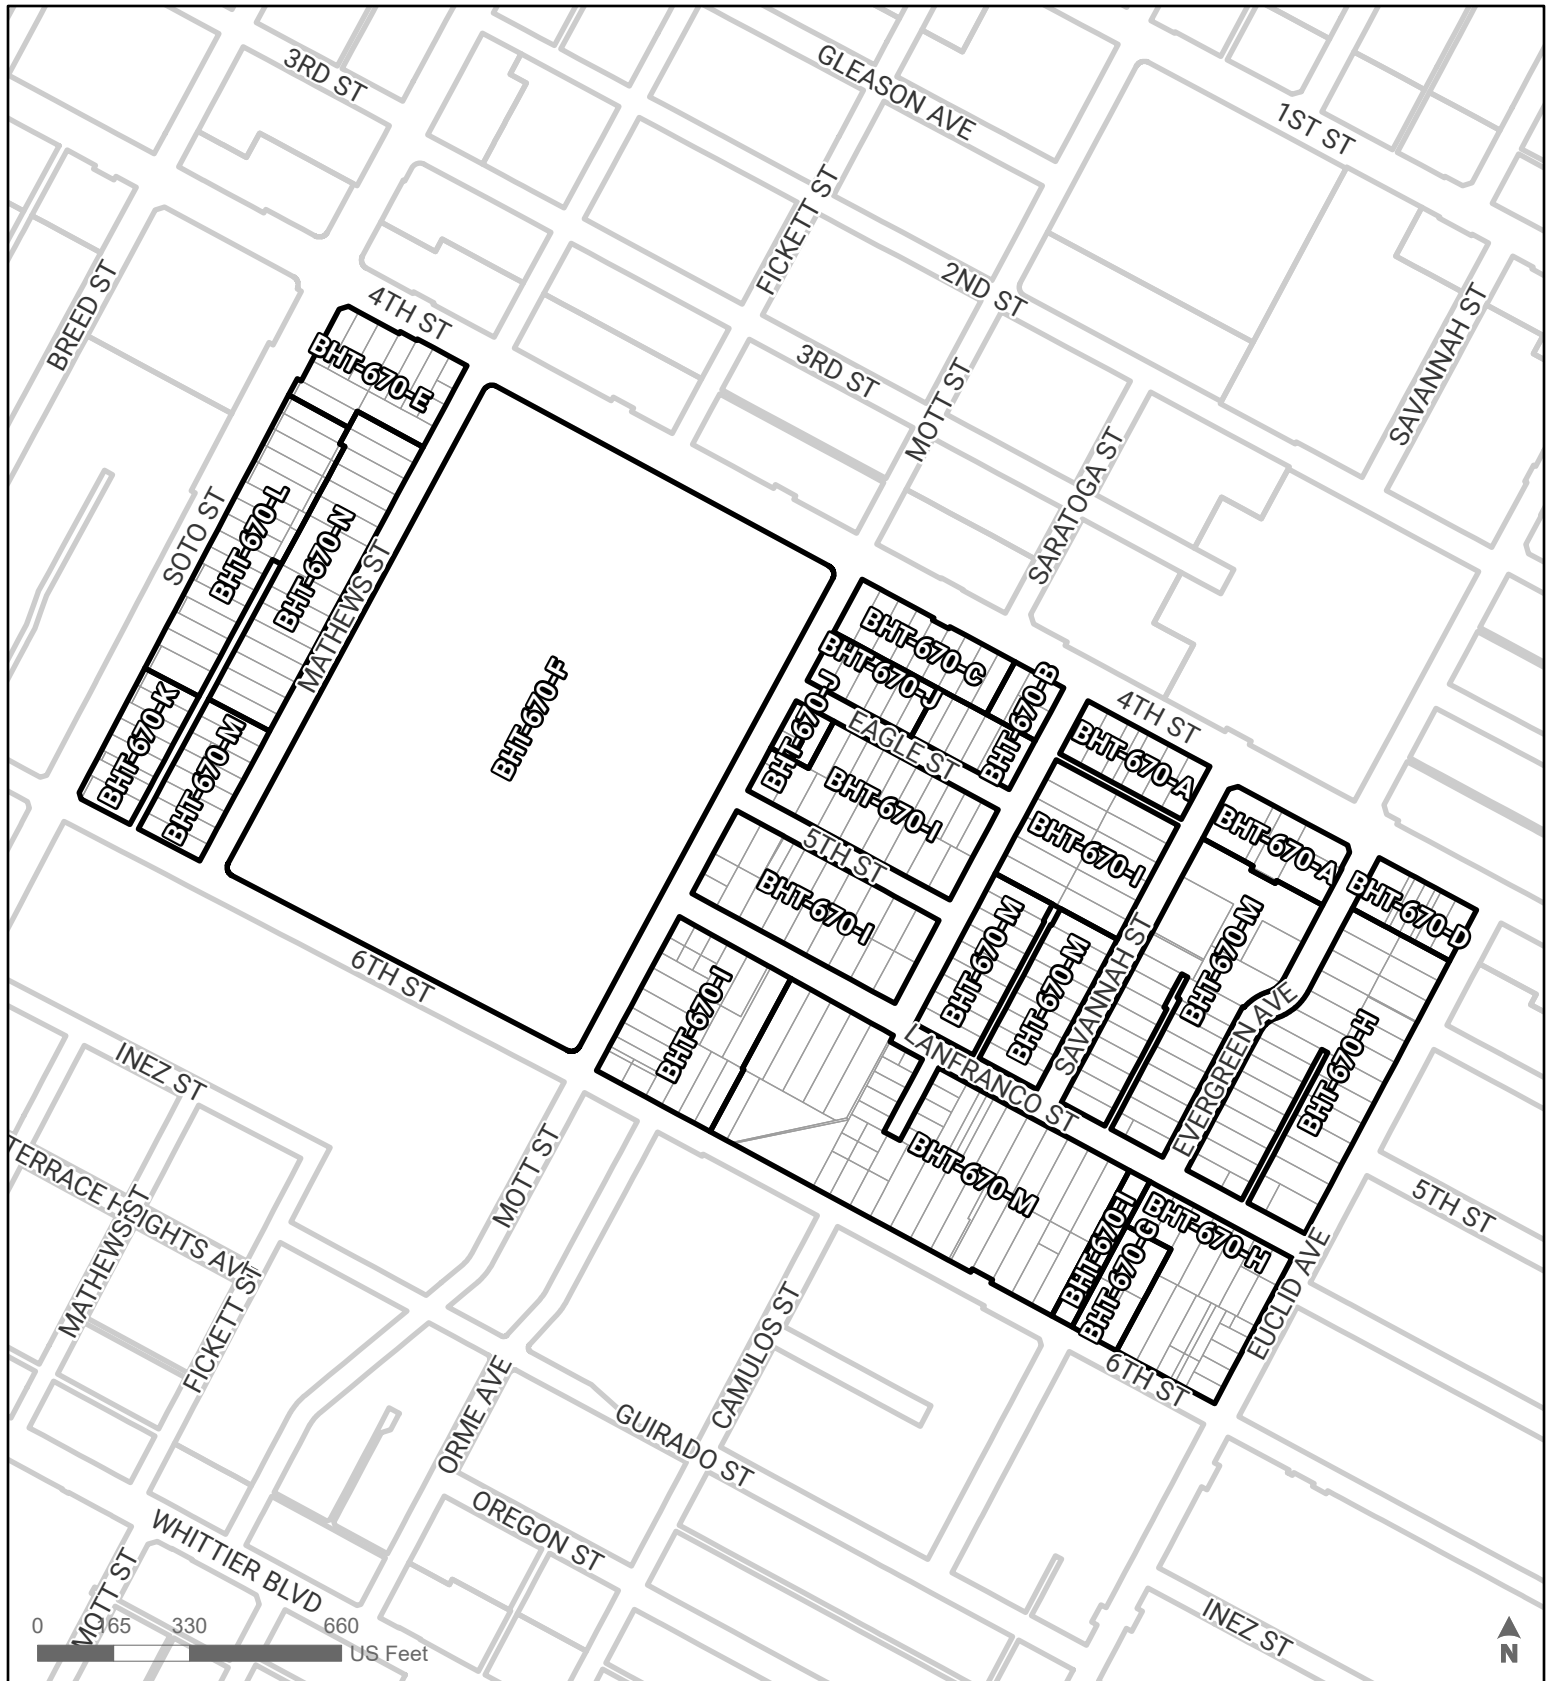 3RD ST
GLEASON AVE
1ST ST
FICKETT ST
BREED ST
4TH ST
2ND ST
SAVANNAH ST
3RD ST
MOTT ST
BHT-670-E
SARATOGA ST
SOTO ST
BHT-670-L
BHT-670-N
MATHEWS ST
BHT-670-F
BHT-670-C
BHT-670-J
BHT-670-B
BHT-670-J
EAGLE ST
4TH ST
BHT-670-A
BHT-670-K
BHT-670-M
BHT-670-I
BHT-670-I
BHT-670-A
5TH ST
BHT-670-I
BHT-670-D
BHT-670-M
BHT-670-M
SAVANNAH ST
BHT-670-M
6TH ST
BHT-670-I
EVERGREEN AVE
BHT-670-H
LANFRANCO ST
INEZ ST
BHT-670-M
MOTT ST
TERRACE HEIGHTS AVE
BHT-670-I
BHT-670-H
BHT-670-G
5TH ST
MATHEWS ST
FICKETT ST
EUCLID AVE
CAMULOS ST
6TH ST
ORME AVE
GUIRADO ST
OREGON ST
WHITTIER BLVD
MOTT ST
INEZ ST
0 165 330 660
US Feet
N